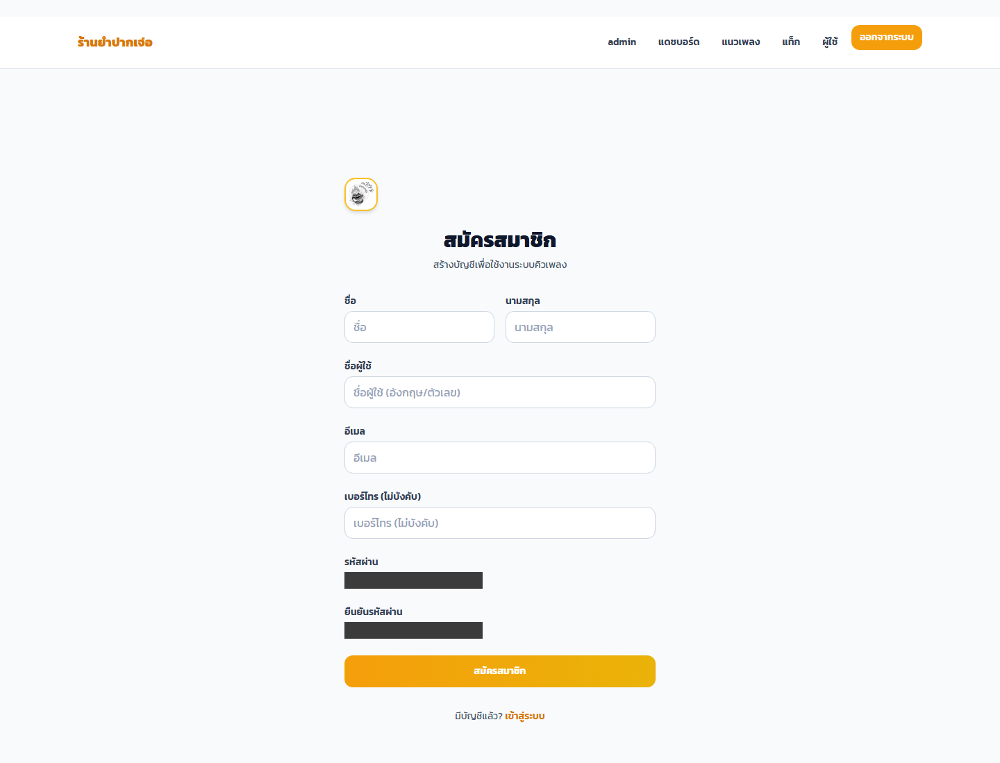 ร้านยำปากเจ่อ
admin
แดชบอร์ด
แนวเพลง
แท็ก
ผู้ใช้
ออกจากระบบ
สมัครสมาชิก
สร้างบัญชีเพื่อใช้งานระบบคิวเพลง
ชื่อ
นามสกุล
ชื่อ
นามสกุล
ชื่อผู้ใช้
ชื่อผู้ใช้ (อังกฤษ/ตัวเลข)
อีเมล
อีเมล
เบอร์โทร (ไม่บังคับ)
เบอร์โทร (ไม่บังคับ)
รหัสผ่าน
ยืนยันรหัสผ่าน
สมัครสมาชิก
มีบัญชีแล้ว? เข้าสู่ระบบ